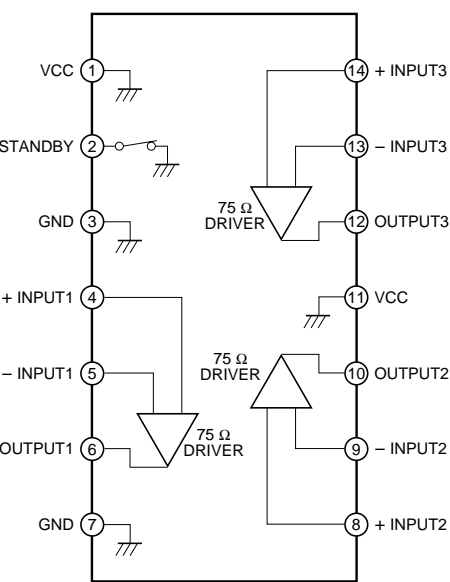 VCC 1
STANDBY 2
GND 3
+ INPUT1 4
– INPUT1 5
OUTPUT1 6
GND 7
75 Ω
DRIVER
14 + INPUT3
13 – INPUT3
75 Ω
DRIVER
12 OUTPUT3
11 VCC
75 Ω
DRIVER
10 OUTPUT2
9 – INPUT2
8 + INPUT2